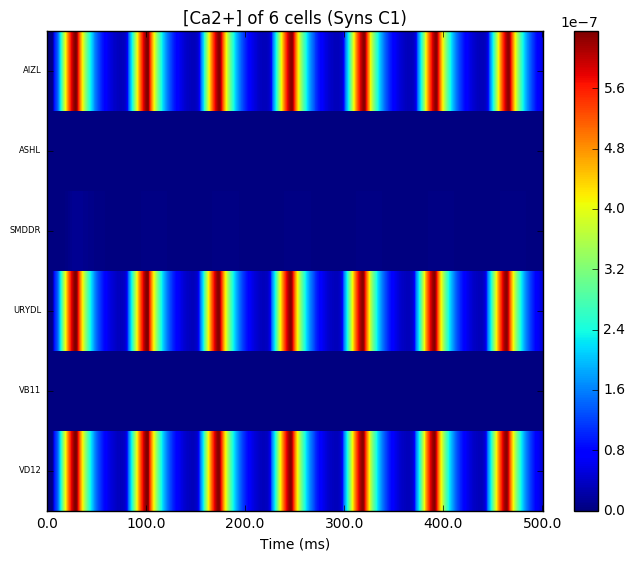 [Ca2+] of 6 cells (Syns C1)
1e−7
AIZL
ASHL
SMDDR
URYDL
VB11
VD12
5.6
4.8
4.0
3.2
2.4
1.6
0.8
0.0
0.0 100.0 200.0 300.0 400.0 500.0
Time (ms)